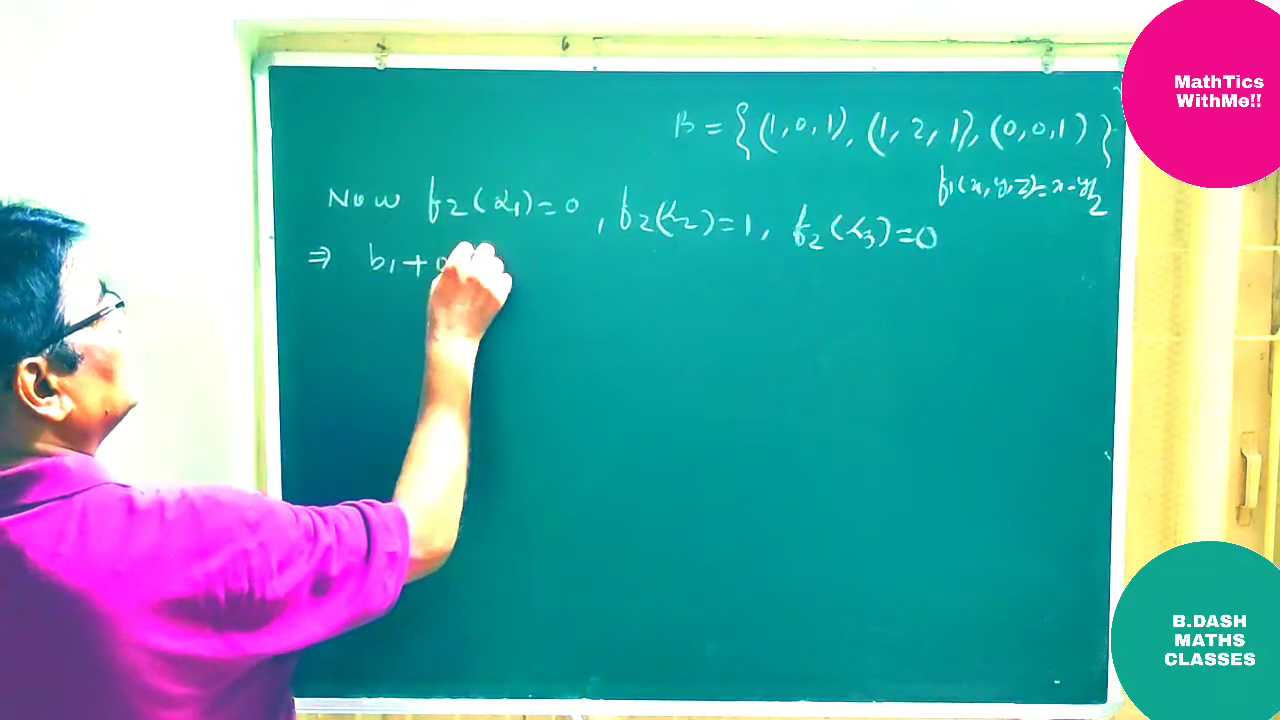 MathTics
WithMe!!
B = {(1,0,1), (1,2,1), (0,0,1)}
f1(x,y,z)=x-y/2
Now f2(α1)=0, f2(α2)=1, f2(α3)=0
⇒ b1+0
B.DASH
MATHS
CLASSES